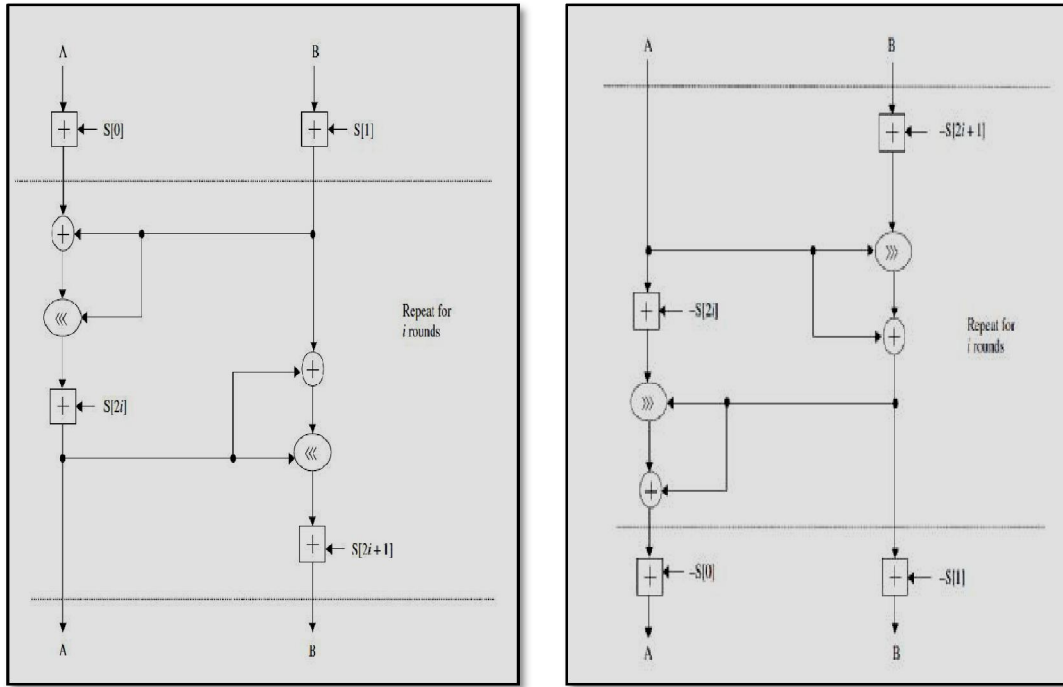 A B
S[0] S[1]
Repeat for
i rounds
S[2i]
S[2i+1]
A B
A B
–S[2i+1]
–S[2i]
Repeat for
i rounds
–S[0] –S[1]
A B